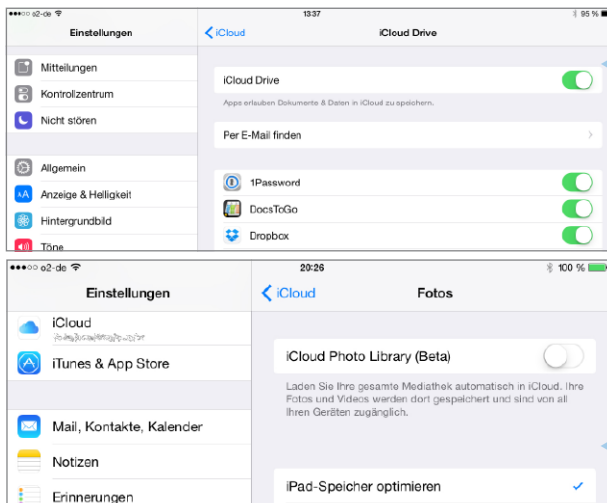 o2-de 13:37 95 %
Einstellungen
iCloud iCloud Drive
Mitteilungen
Kontrollzentrum
Nicht stören
Allgemein
Anzeige & Helligkeit
Hintergrundbild
Töne
iCloud Drive
Apps erlauben Dokumente & Daten in iCloud zu speichern.
Per E-Mail finden
1Password
DocsToGo
Dropbox
o2-de 20:26 100 %
Einstellungen
iCloud Fotos
iCloud
iTunes & App Store
Mail, Kontakte, Kalender
Notizen
Erinnerungen
iCloud Photo Library (Beta)
Laden Sie Ihre gesamte Mediathek automatisch in iCloud. Ihre
Fotos und Videos werden dort gespeichert und sind von all
Ihren Geräten zugänglich.
iPad-Speicher optimieren